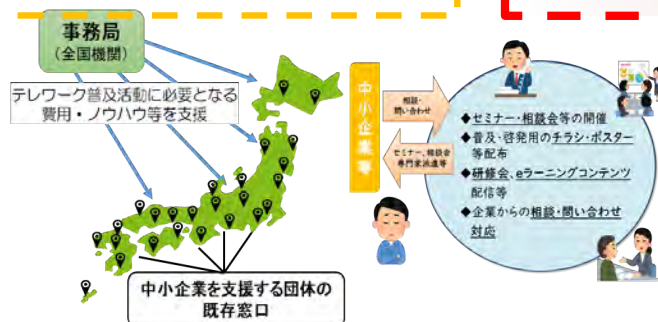 事務局
(全国機関)
テレワーク普及活動に必要となる
費用・ノウハウ等を支援
中小企業を支援する団体の
既存窓口
中小企業等
相談・
問い合わせ
セミナー、相談会
専門家派遣等
◆セミナー・相談会等の開催
◆普及・啓発用のチラシ・ポスター
等配布
◆研修会、eラーニングコンテンツ
配信等
◆企業からの相談・問い合わせ
対応